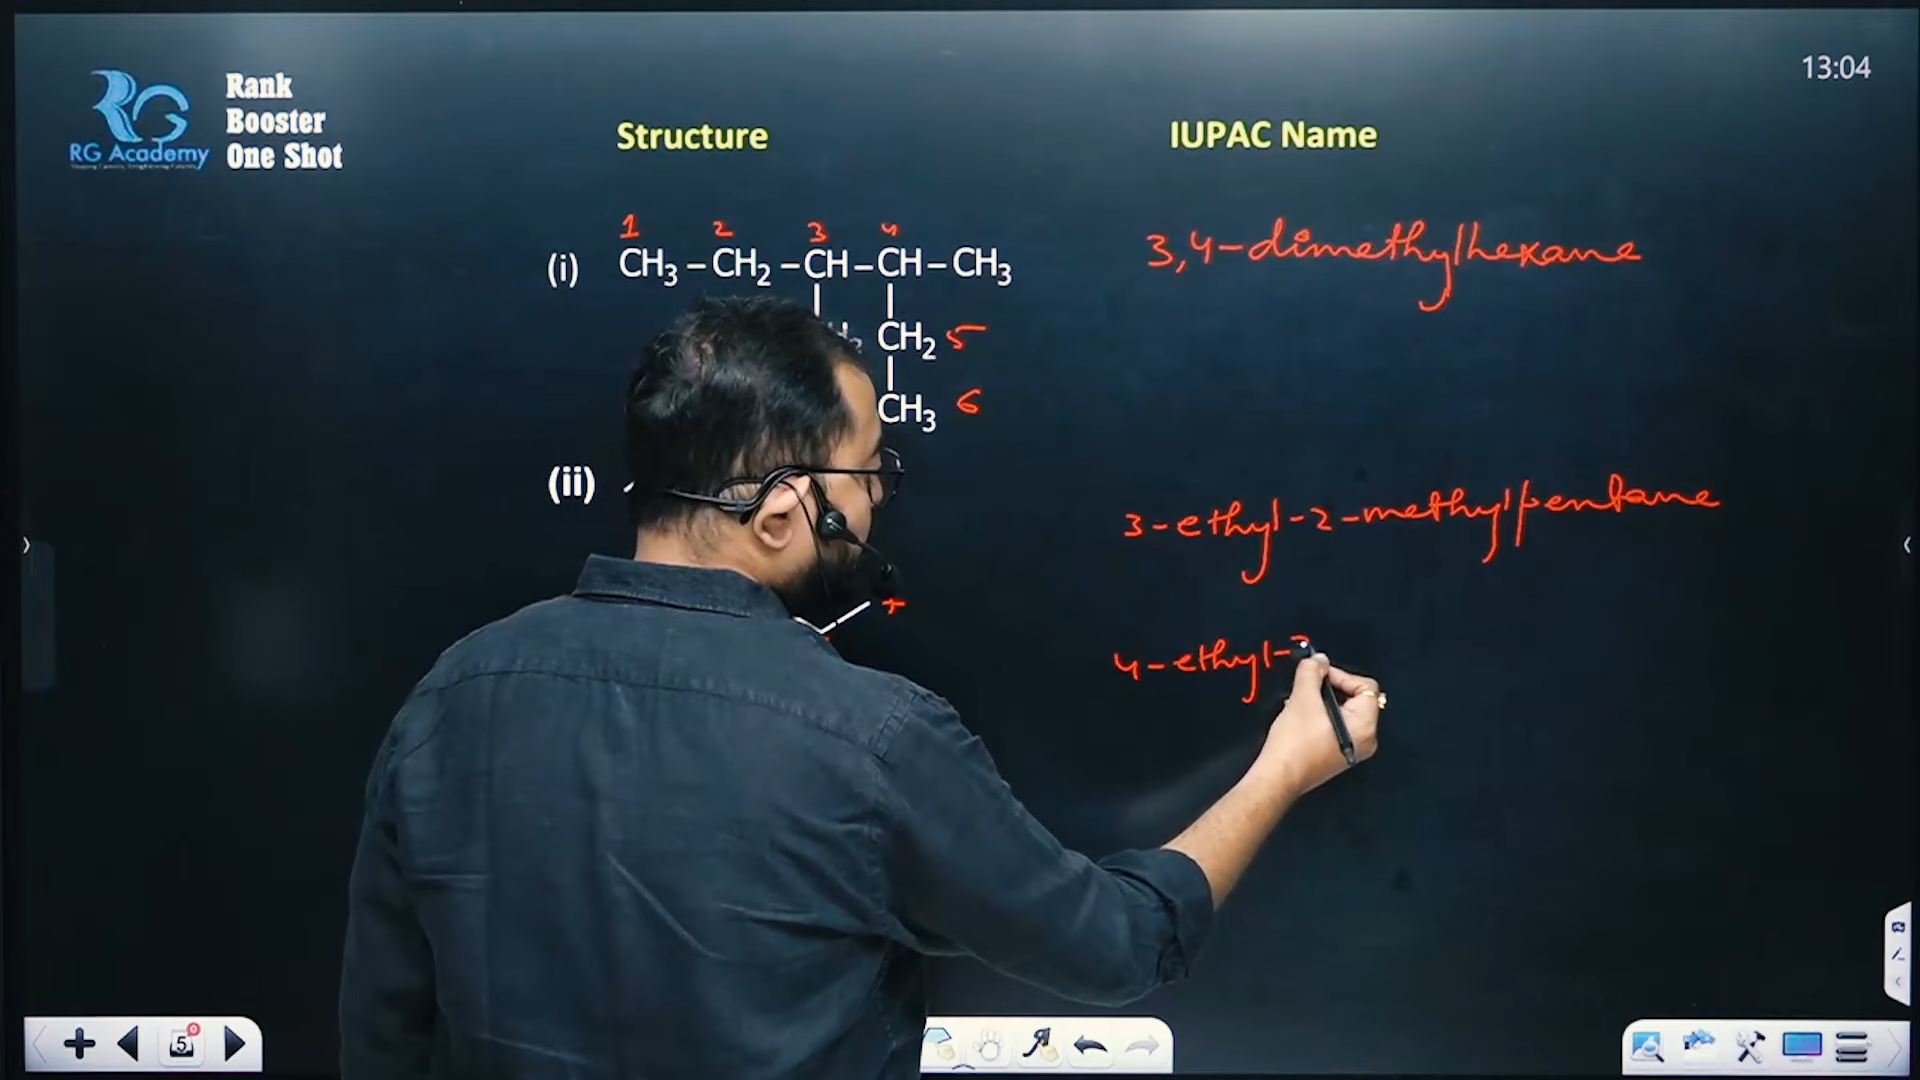 13:04
Rank
Booster
One Shot
RG Academy
Structure
IUPAC Name
1 2 3 4
(i) CH3 – CH2 – CH – CH – CH3
3,4-dimethylhexane
CH2 5
CH3 6
(ii)
3-ethyl-2-methylpentane
4-ethyl-
5